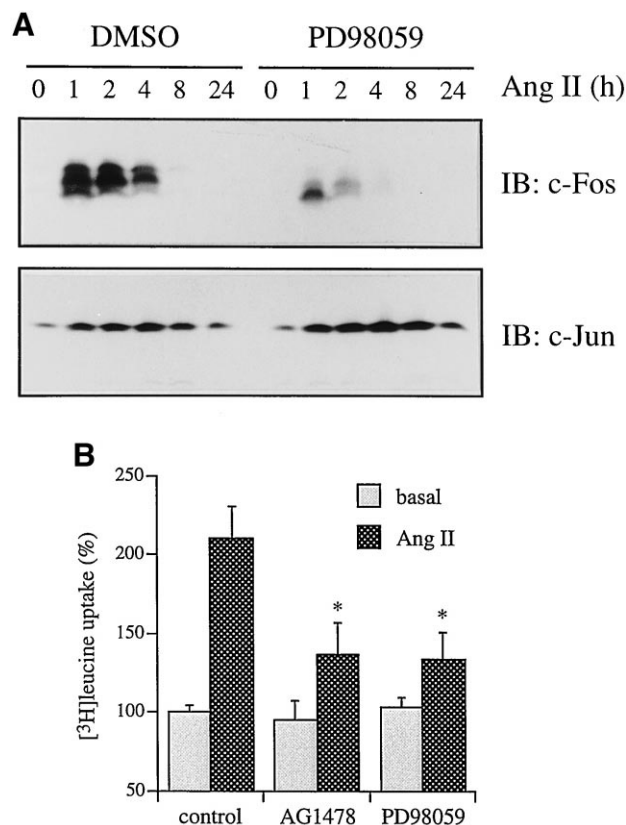 A
DMSO PD98059
0 1 2 4 8 24 0 1 2 4 8 24 Ang II (h)
IB: c-Fos
IB: c-Jun
B
250
200
150
100
50
[³H]leucine uptake (%)
basal
Ang II
* *
control AG1478 PD98059